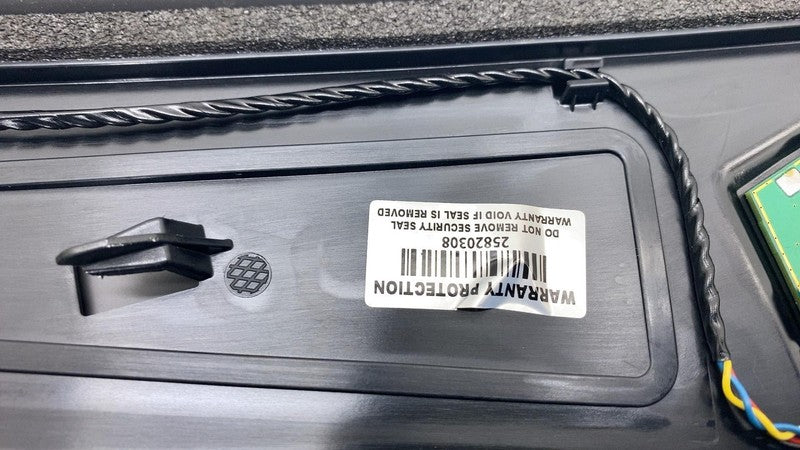 WARRANTY PROTECTION
25820308
DO NOT REMOVE SECURITY SEAL
WARRANTY VOID IF SEAL IS REMOVED